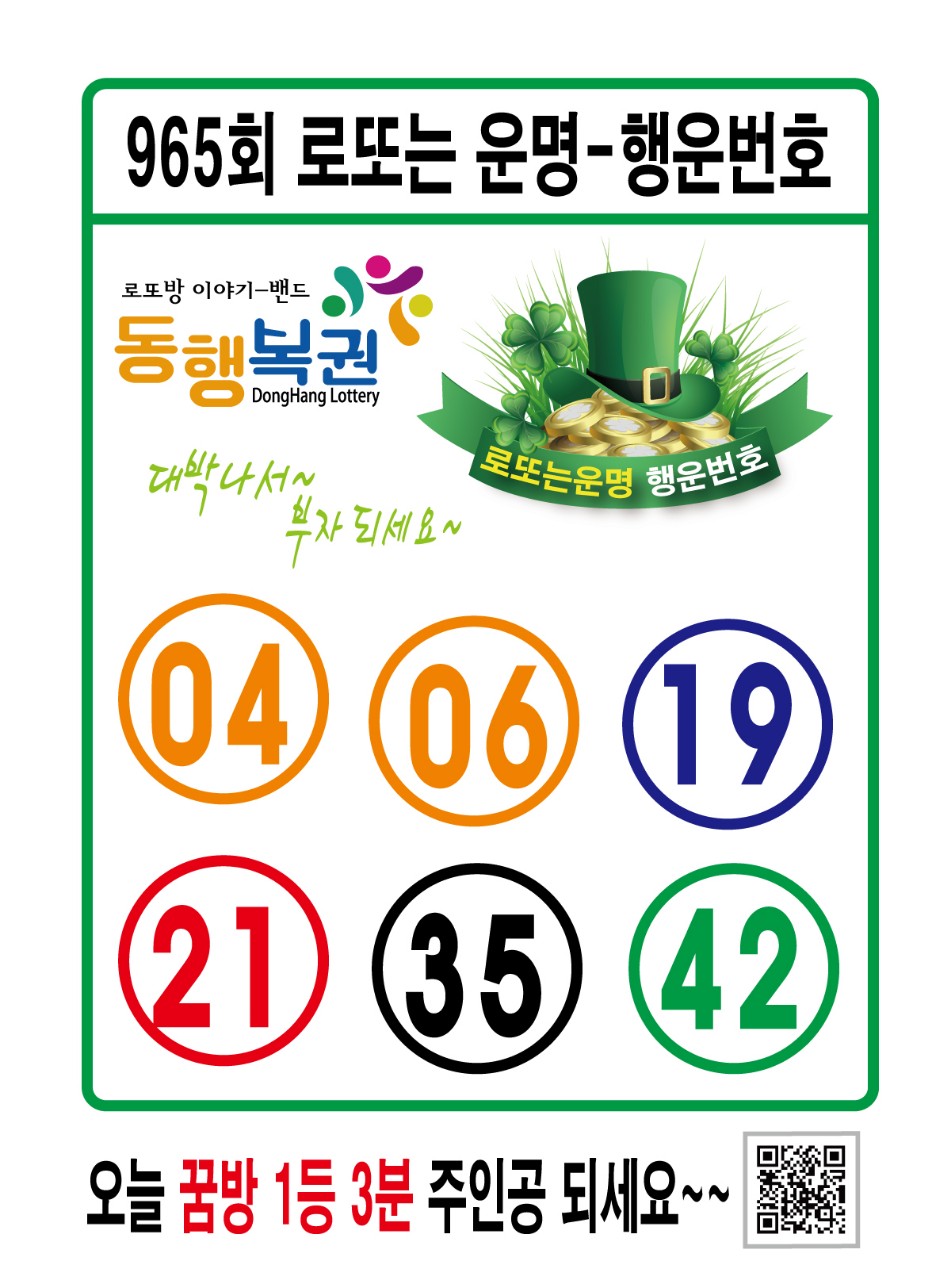 965회 로또는 운명-행운번호
로또방 이야기-밴드
동행복권
DongHang Lottery
로또는운명 행운번호
대박나서~
부자 되세요~
04 06 19
21 35 42
오늘 꿈방 1등 3분 주인공 되세요~~